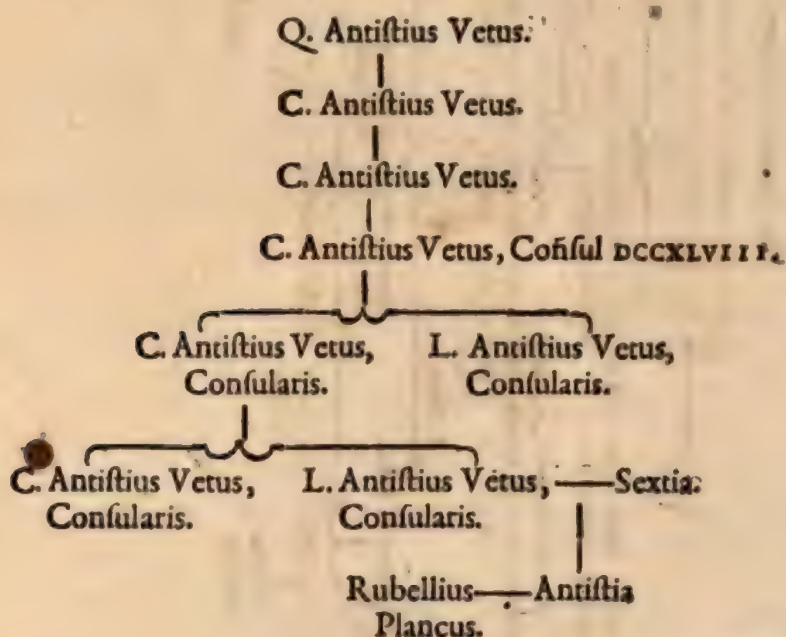 Q. Antiſtius Vetus.
C. Antiſtius Vetus.
C. Antiſtius Vetus.
C. Antiſtius Vetus, Coñſul DCCXLVIII.
C. Antiſtius Vetus, L. Antiſtius Vetus,
Conſularis. Conſularis.
C. Antiſtius Vetus, L. Antiſtius Vetus, Sextia.
Conſularis. Conſularis.
Rubellius Antiſtia
Plancus.